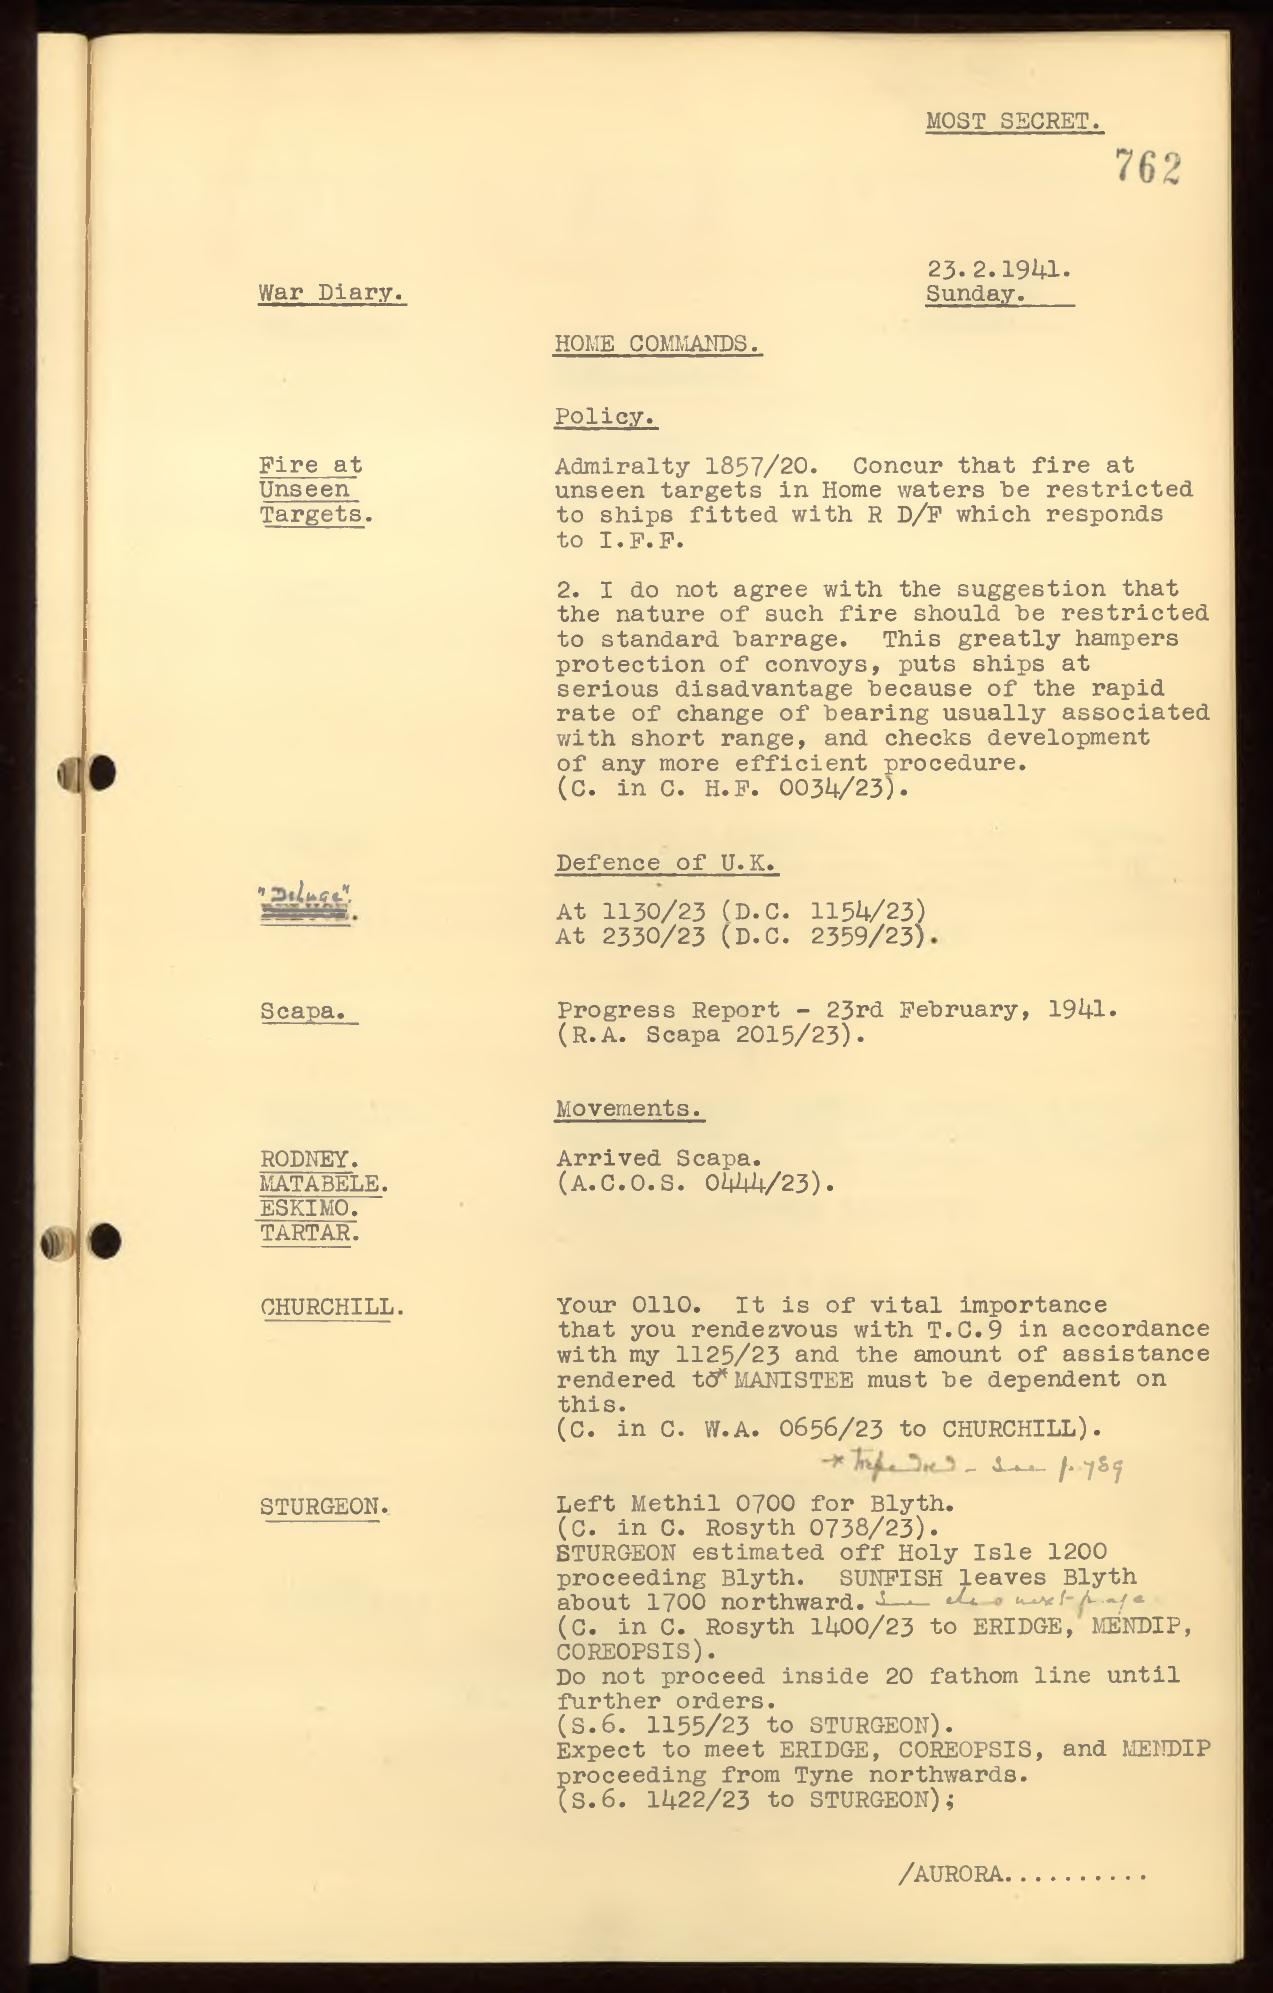 MOST SECRET.
762
23.2.1941.
War Diary.
Sunday.
HOME COMMANDS.
Policy.
Fire at
Unseen
Targets.
Admiralty 1857/20. Concur that fire at
unseen targets in Home waters be restricted
to ships fitted with R D/F which responds
to I.F.F.
2. I do not agree with the suggestion that
the nature of such fire should be restricted
to standard barrage. This greatly hampers
protection of convoys, puts ships at
serious disadvantage because of the rapid
rate of change of bearing usually associated
with short range, and checks development
of any more efficient procedure.
(C. in C. H.F. 0034/23).
Defence of U.K.
"Deluge".
At 1130/23 (D.C. 1154/23)
At 2330/23 (D.C. 2359/23).
Scapa.
Progress Report - 23rd February, 1941.
(R.A. Scapa 2015/23).
Movements.
RODNEY.
MATABELE.
ESKIMO.
TARTAR.
Arrived Scapa.
(A.C.O.S. 0444/23).
CHURCHILL.
Your 0110. It is of vital importance
that you rendezvous with T.C.9 in accordance
with my 1125/23 and the amount of assistance
rendered to* MANISTEE must be dependent on
this.
(C. in C. W.A. 0656/23 to CHURCHILL).
* Torpedoed - See p. 789
STURGEON.
Left Methil 0700 for Blyth.
(C. in C. Rosyth 0738/23).
STURGEON estimated off Holy Isle 1200
proceeding Blyth. SUNFISH leaves Blyth
about 1700 northward. See also next page
(C. in C. Rosyth 1400/23 to ERIDGE, MENDIP,
COREOPSIS).
Do not proceed inside 20 fathom line until
further orders.
(S.6. 1155/23 to STURGEON).
Expect to meet ERIDGE, COREOPSIS, and MENDIP
proceeding from Tyne northwards.
(S.6. 1422/23 to STURGEON);
/AURORA..........